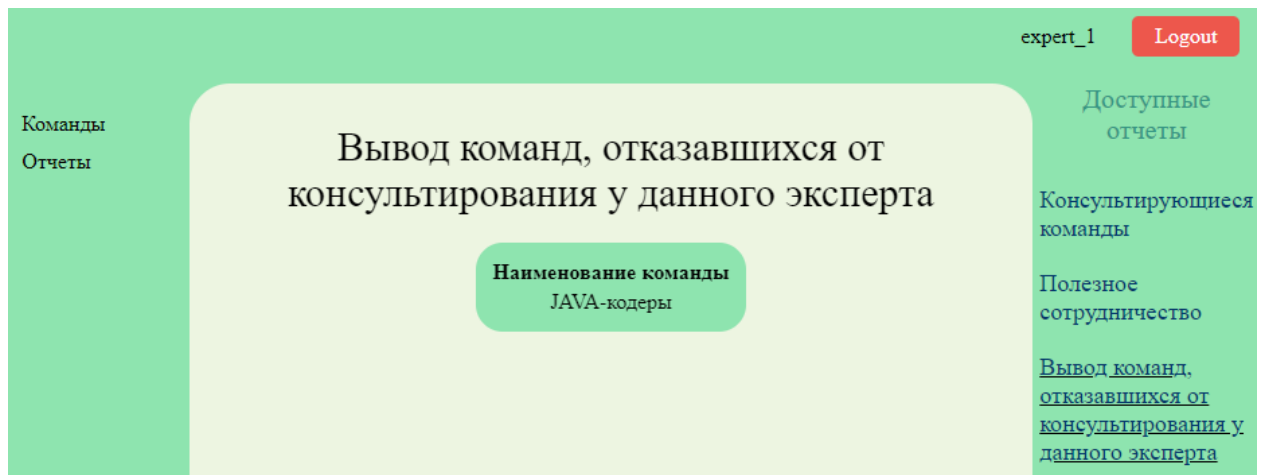 expert_1
Logout
Команды
Отчеты
Вывод команд, отказавшихся от
консультирования у данного эксперта
Наименование команды
JAVA-кодеры
Доступные
отчеты
Консультирующиеся
команды
Полезное
сотрудничество
Вывод команд,
отказавшихся от
консультирования у
данного эксперта